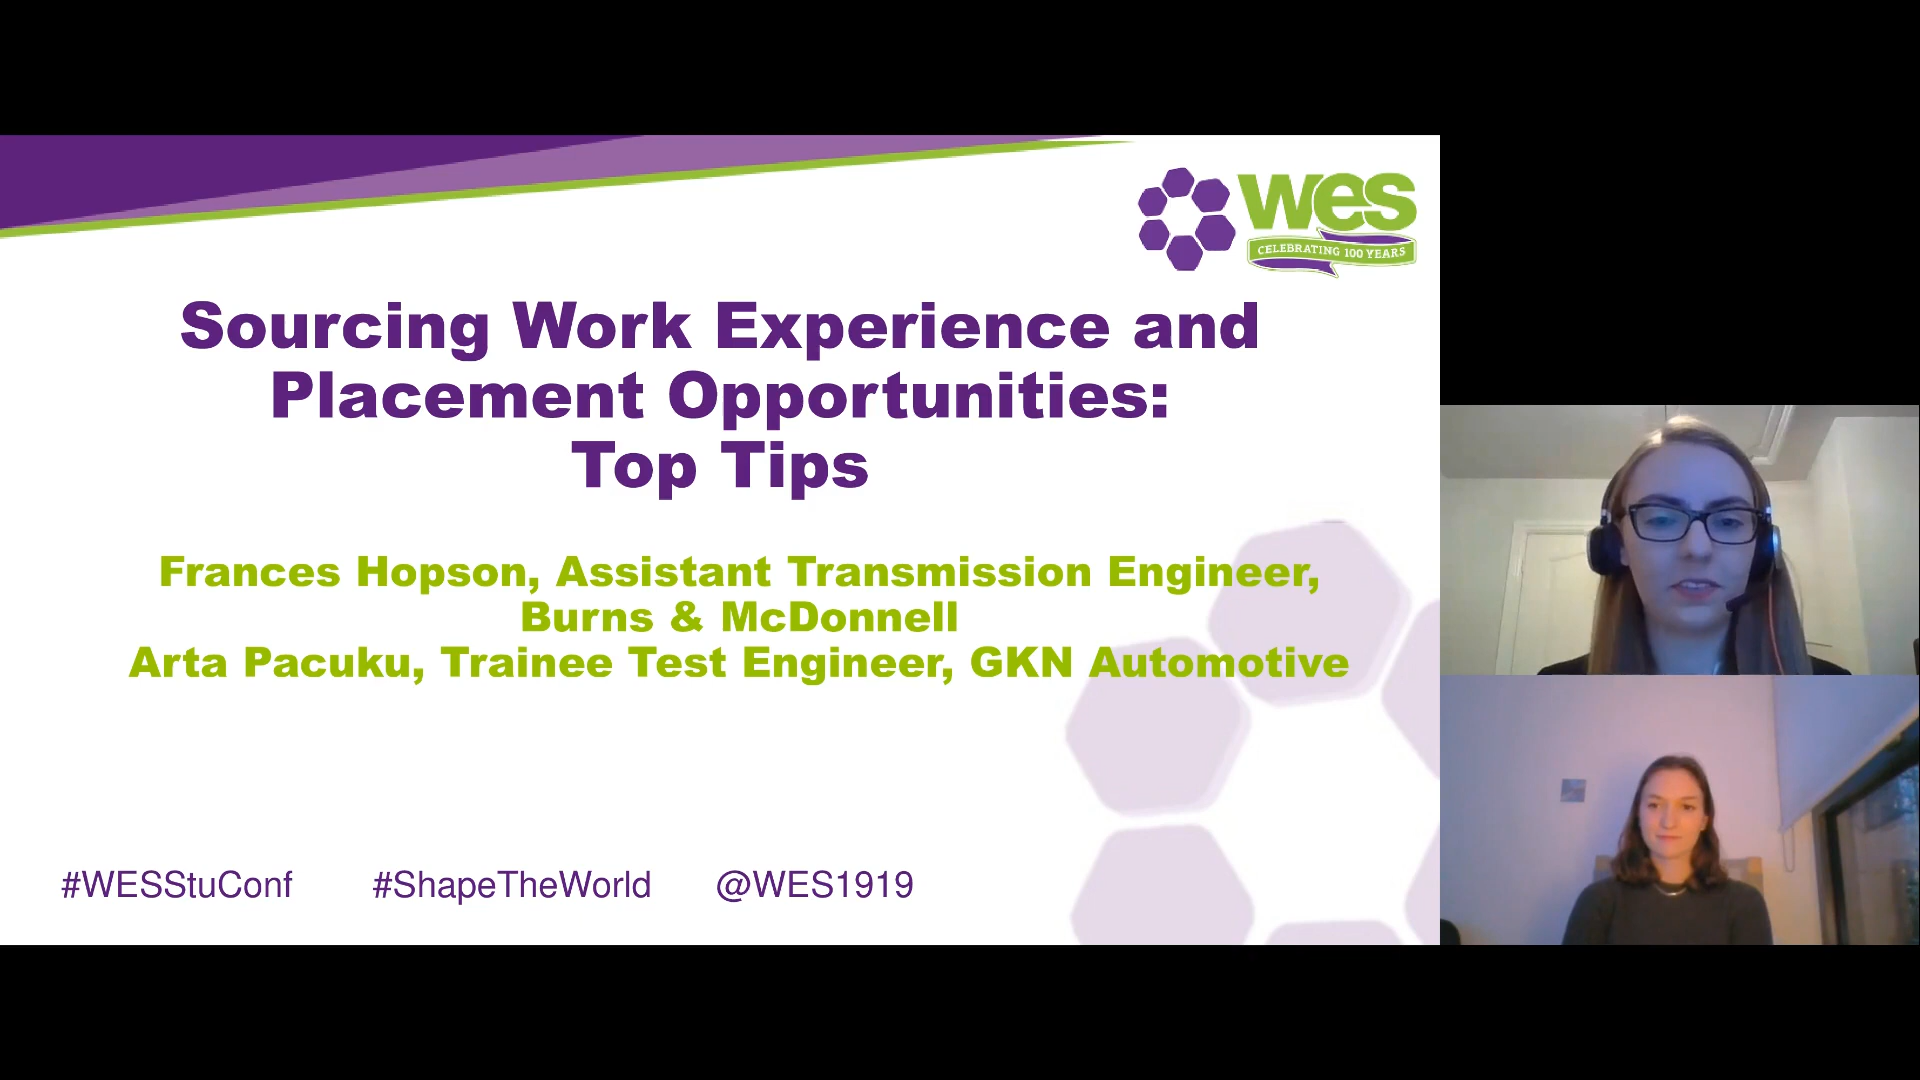 wes
CELEBRATING 100 YEARS
Sourcing Work Experience and
Placement Opportunities:
Top Tips
Frances Hopson, Assistant Transmission Engineer,
Burns & McDonnell
Arta Pacuku, Trainee Test Engineer, GKN Automotive
#WESStuConf #ShapeTheWorld @WES1919